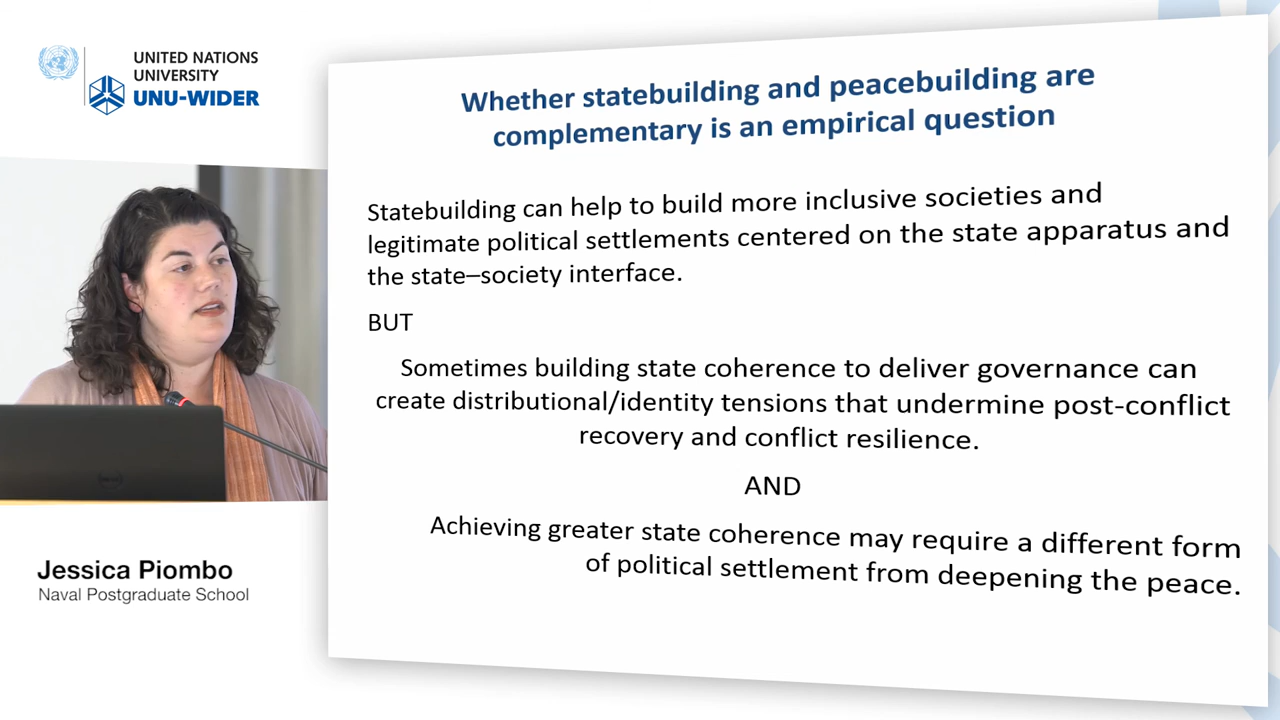 UNITED NATIONS
UNIVERSITY
UNU-WIDER
Jessica Piombo
Naval Postgraduate School
Whether statebuilding and peacebuilding are
complementary is an empirical question
Statebuilding can help to build more inclusive societies and
legitimate political settlements centered on the state apparatus and
the state–society interface.
BUT
Sometimes building state coherence to deliver governance can
create distributional/identity tensions that undermine post-conflict
recovery and conflict resilience.
AND
Achieving greater state coherence may require a different form
of political settlement from deepening the peace.